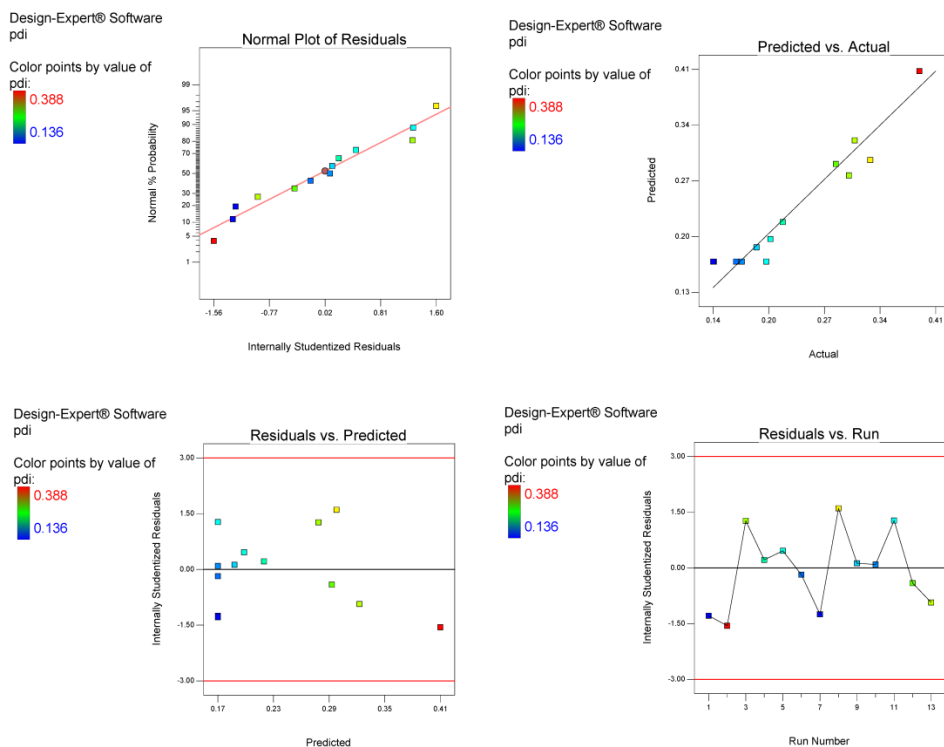 Design-Expert® Software
pdi
Color points by value of
pdi:
0.388
0.136
Normal Plot of Residuals
Normal % Probability
99
95
90
80
70
50
30
20
10
5
1
-1.56
-0.77
0.02
0.81
1.60
Internally Studentized Residuals
Design-Expert® Software
pdi
Color points by value of
pdi:
0.388
0.136
Predicted vs. Actual
Predicted
0.41
0.34
0.27
0.20
0.13
0.14
0.20
0.27
0.34
0.41
Actual
Design-Expert® Software
pdi
Color points by value of
pdi:
0.388
0.136
Residuals vs. Predicted
Internally Studentized Residuals
3.00
1.50
0.00
-1.50
-3.00
0.17
0.23
0.29
0.35
0.41
Predicted
Design-Expert® Software
pdi
Color points by value of
pdi:
0.388
0.136
Residuals vs. Run
Internally Studentized Residuals
3.00
1.50
0.00
-1.50
-3.00
1
3
5
7
9
11
13
Run Number